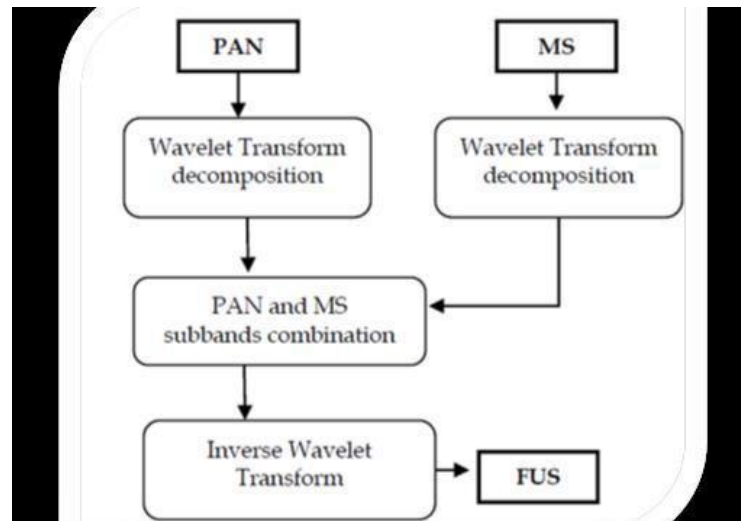 PAN
MS
Wavelet Transform
decomposition
Wavelet Transform
decomposition
PAN and MS
subbands combination
Inverse Wavelet
Transform
FUS